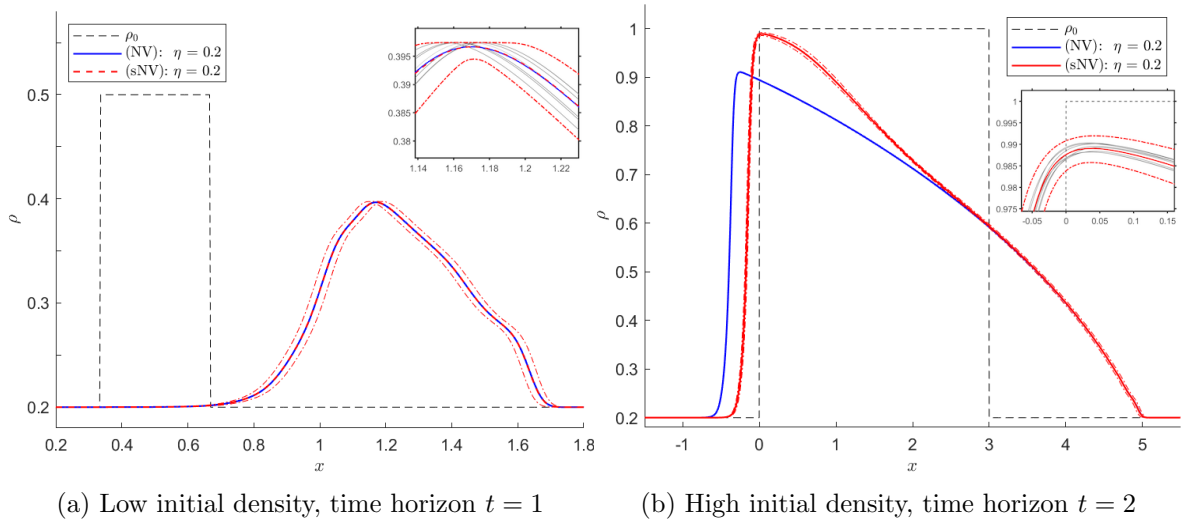 ρ₀
(NV): η = 0.2
(sNV): η = 0.2
0.5
0.4
0.3
0.2
ρ
0.395
0.39
0.385
0.38
1.14 1.16 1.18 1.2 1.22
0.2 0.4 0.6 0.8 1 1.2 1.4 1.6 1.8
x
(a) Low initial density, time horizon t = 1
ρ₀
(NV): η = 0.2
(sNV): η = 0.2
1
0.9
0.8
0.7
0.6
0.5
0.4
0.3
0.2
ρ
1
0.995
0.99
0.985
0.98
0.975
-0.05 0 0.05 0.1 0.15
-1 0 1 2 3 4 5
x
(b) High initial density, time horizon t = 2